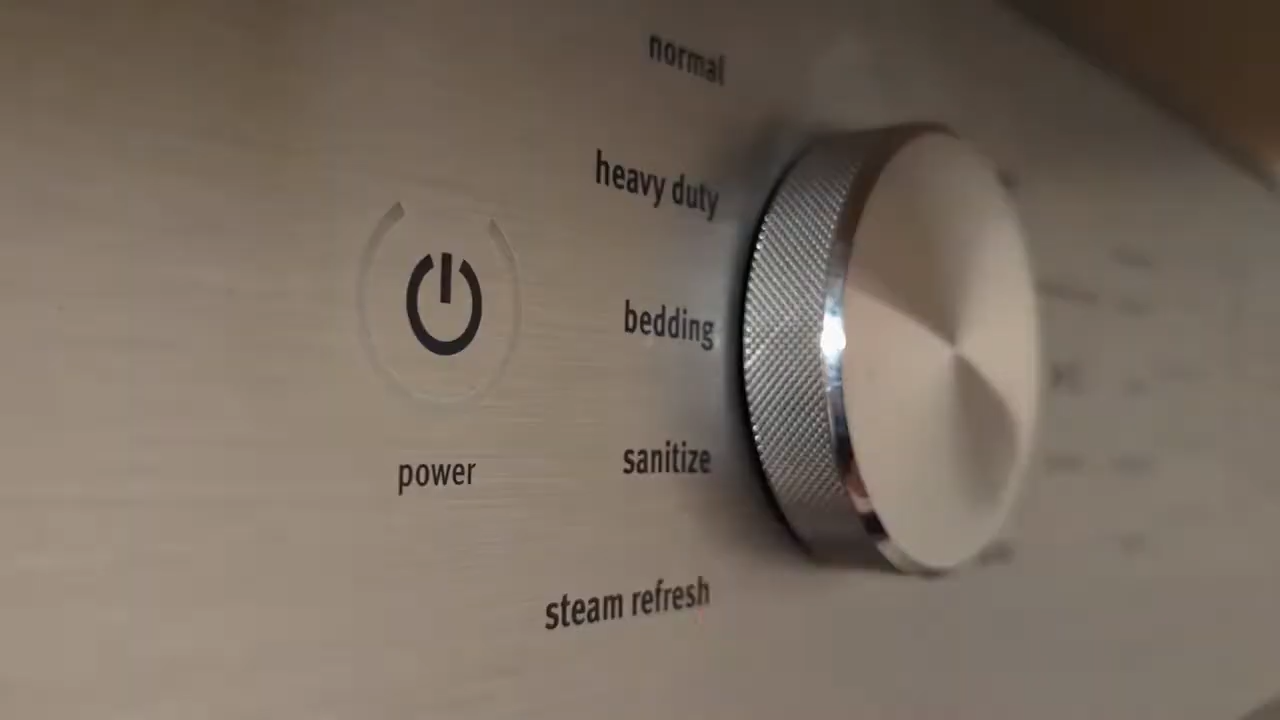 normal
heavy duty
bedding
sanitize
power
steam refresh